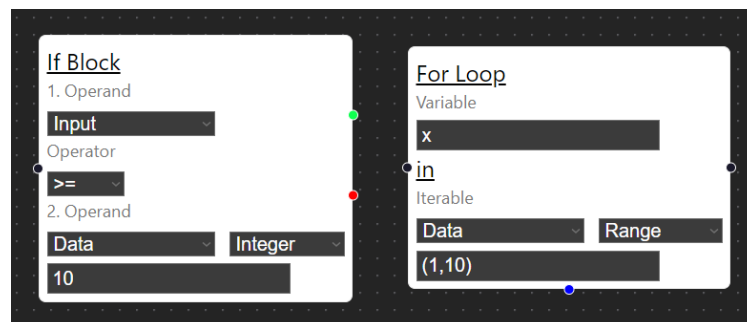 If Block
1. Operand
Input
Operator
>=
2. Operand
Data Integer
10
For Loop
Variable
x
in
Iterable
Data Range
(1,10)